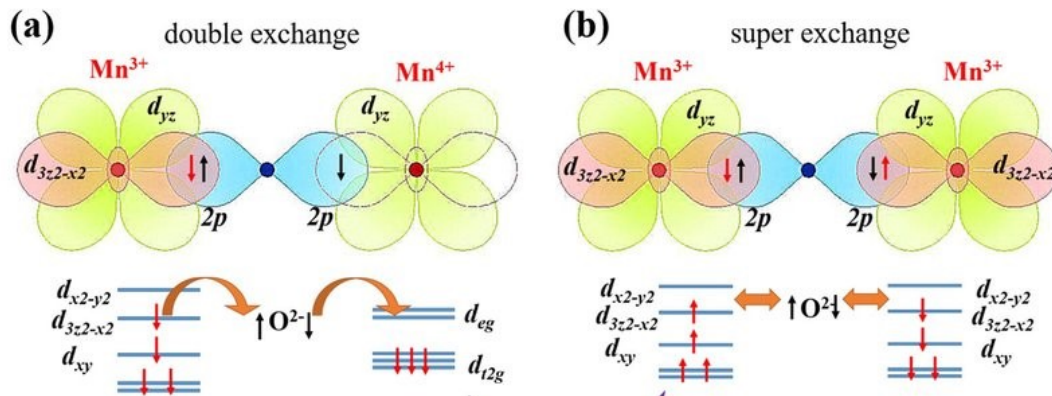 (a) double exchange
Mn3+ Mn4+
dyz dyz
d3z2-x2
2p 2p
dx2-y2
d3z2-x2
dxy
O2-
deg
dt2g
(b) super exchange
Mn3+ Mn3+
dyz dyz
d3z2-x2 d3z2-x2
2p 2p
dx2-y2
d3z2-x2
dxy
O2-
dx2-y2
d3z2-x2
dxy